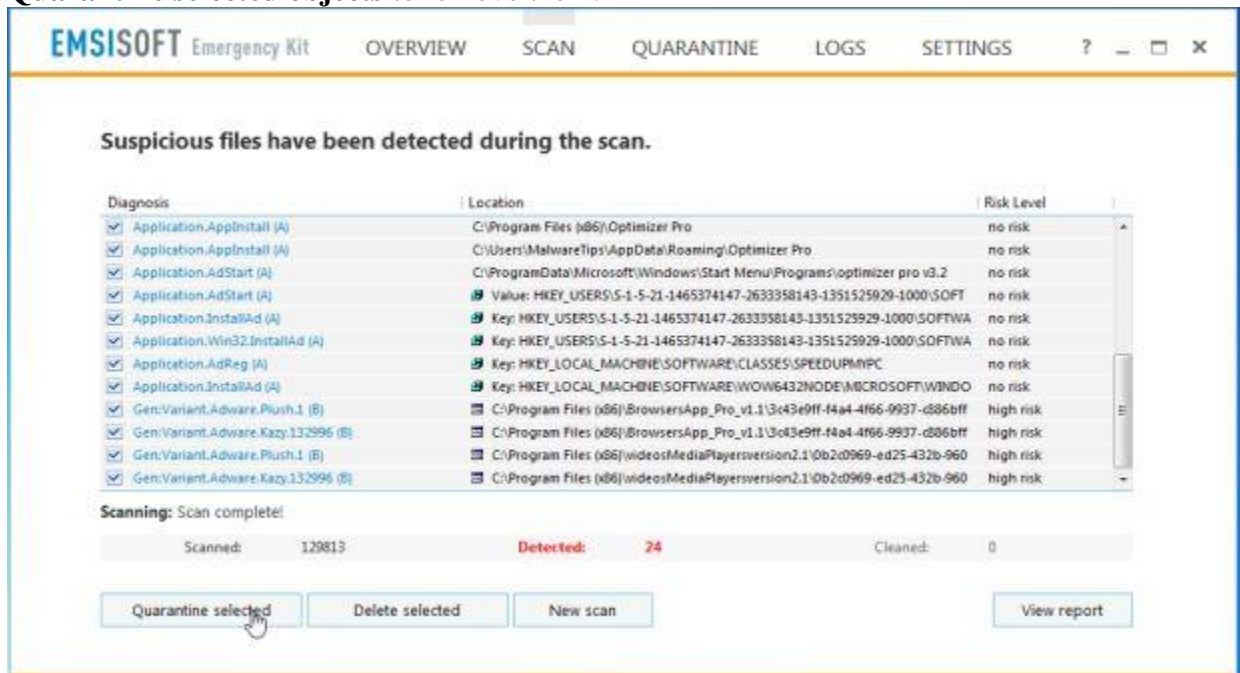 EMSISOFT Emergency Kit OVERVIEW SCAN QUARANTINE LOGS SETTINGS ?
Suspicious files have been detected during the scan.
Diagnosis Location Risk Level
Application.AppInstall (A) C:\Program Files (x86)\Optimizer Pro no risk
Application.AppInstall (A) C:\Users\MalwareTips\AppData\Roaming\Optimizer Pro no risk
Application.AdStart (A) C:\ProgramData\Microsoft\Windows\Start Menu\Programs\optimizer pro v3.2 no risk
Application.AdStart (A) Value: HKEY_USERS\S-1-5-21-1465374147-2633358143-1351525929-1000\SOFT no risk
Application.InstallAd (A) Key: HKEY_USERS\S-1-5-21-1465374147-2633358143-1351525929-1000\SOFTWA no risk
Application.Win32.InstallAd (A) Key: HKEY_USERS\S-1-5-21-1465374147-2633358143-1351525929-1000\SOFTWA no risk
Application.AdReg (A) Key: HKEY_LOCAL_MACHINE\SOFTWARE\CLASSES\SPEEDUPMYPC no risk
Application.InstallAd (A) Key: HKEY_LOCAL_MACHINE\SOFTWARE\WOW6432NODE\MICROSOFT\WINDO no risk
Gen:Variant.Adware.Plush.1 (B) C:\Program Files (x86)\BrowsersApp_Pro_v1.1\3c43e9ff-f4a4-4f66-9937-c886bff high risk
Gen:Variant.Adware.Kazy.132996 (B) C:\Program Files (x86)\BrowsersApp_Pro_v1.1\3c43e9ff-f4a4-4f66-9937-c886bff high risk
Gen:Variant.Adware.Plush.1 (B) C:\Program Files (x86)\videosMediaPlayersversion2.1\0b2c0969-ed25-432b-960 high risk
Gen:Variant.Adware.Kazy.132996 (B) C:\Program Files (x86)\videosMediaPlayersversion2.1\0b2c0969-ed25-432b-960 high risk
Scanning: Scan complete!
Scanned: 129813 Detected: 24 Cleaned: 0
Quarantine selected Delete selected New scan View report